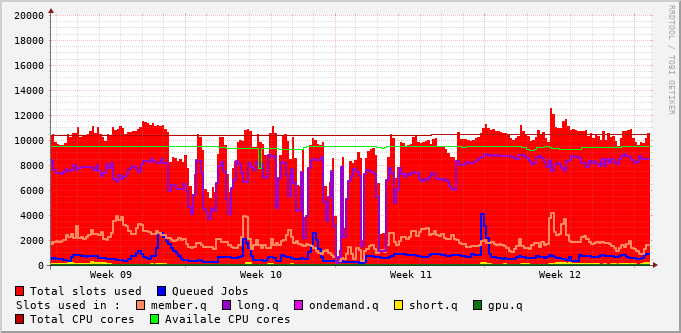 20000
18000
16000
14000
12000
10000
8000
6000
4000
2000
0
Week 09 Week 10 Week 11 Week 12
RRDTOOL / TOBI OETIKER
Total slots used Queued Jobs
Slots used in : member.q long.q ondemand.q short.q gpu.q
Total CPU cores Availale CPU cores